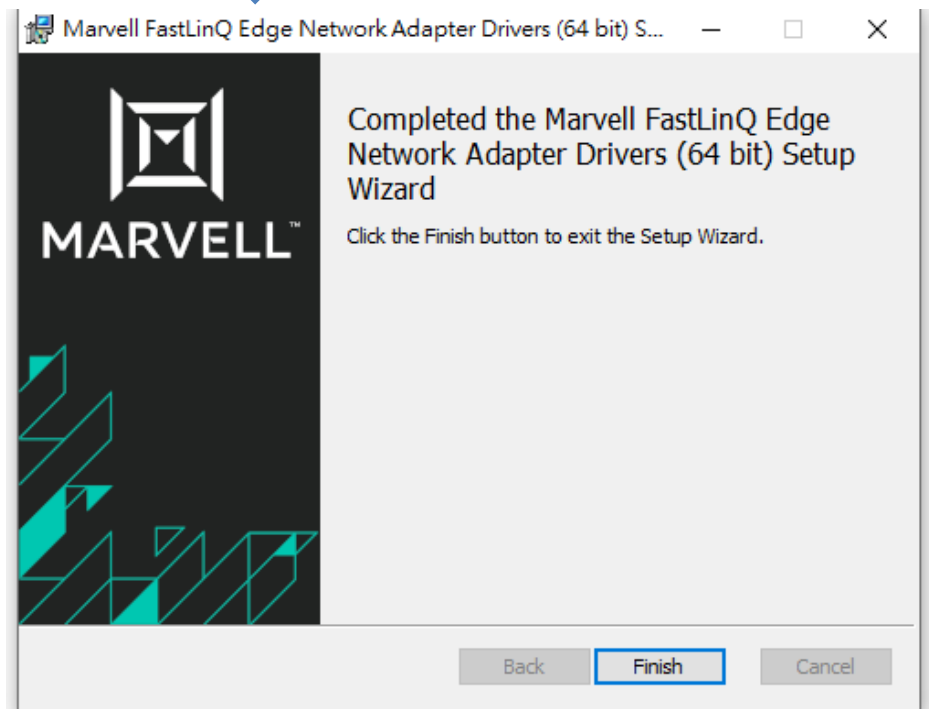 Marvell FastLinQ Edge Network Adapter Drivers (64 bit) S...
MARVELL™
Completed the Marvell FastLinQ Edge
Network Adapter Drivers (64 bit) Setup
Wizard
Click the Finish button to exit the Setup Wizard.
Back
Finish
Cancel